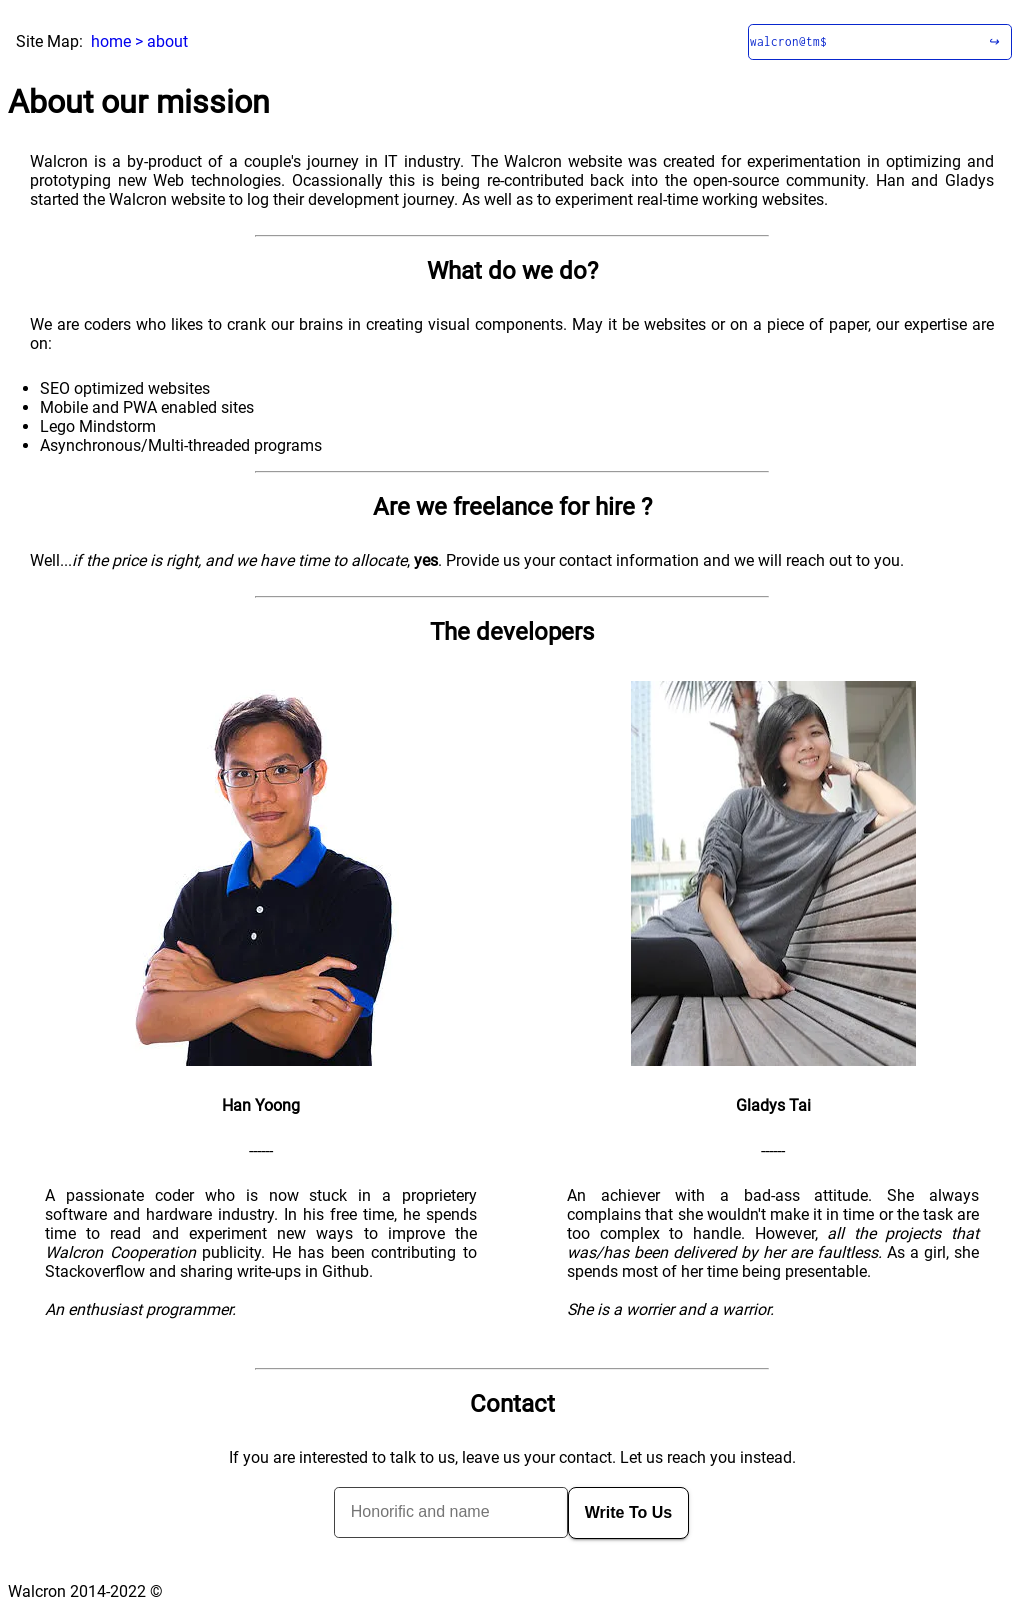 Site Map: home > about
walcron@tm$ ↪
About our mission
Walcron is a by-product of a couple's journey in IT industry. The Walcron website was created for experimentation in optimizing and
prototyping new Web technologies. Ocassionally this is being re-contributed back into the open-source community. Han and Gladys
started the Walcron website to log their development journey. As well as to experiment real-time working websites.
What do we do?
We are coders who likes to crank our brains in creating visual components. May it be websites or on a piece of paper, our expertise are
on:
• SEO optimized websites
• Mobile and PWA enabled sites
• Lego Mindstorm
• Asynchronous/Multi-threaded programs
Are we freelance for hire ?
Well...if the price is right, and we have time to allocate, yes. Provide us your contact information and we will reach out to you.
The developers
Han Yoong
------
A passionate coder who is now stuck in a proprietery
software and hardware industry. In his free time, he spends
time to read and experiment new ways to improve the
Walcron Cooperation publicity. He has been contributing to
Stackoverflow and sharing write-ups in Github.
An enthusiast programmer.
Gladys Tai
------
An achiever with a bad-ass attitude. She always
complains that she wouldn't make it in time or the task are
too complex to handle. However, all the projects that
was/has been delivered by her are faultless. As a girl, she
spends most of her time being presentable.
She is a worrier and a warrior.
Contact
If you are interested to talk to us, leave us your contact. Let us reach you instead.
Honorific and name
Write To Us
Walcron 2014-2022 ©